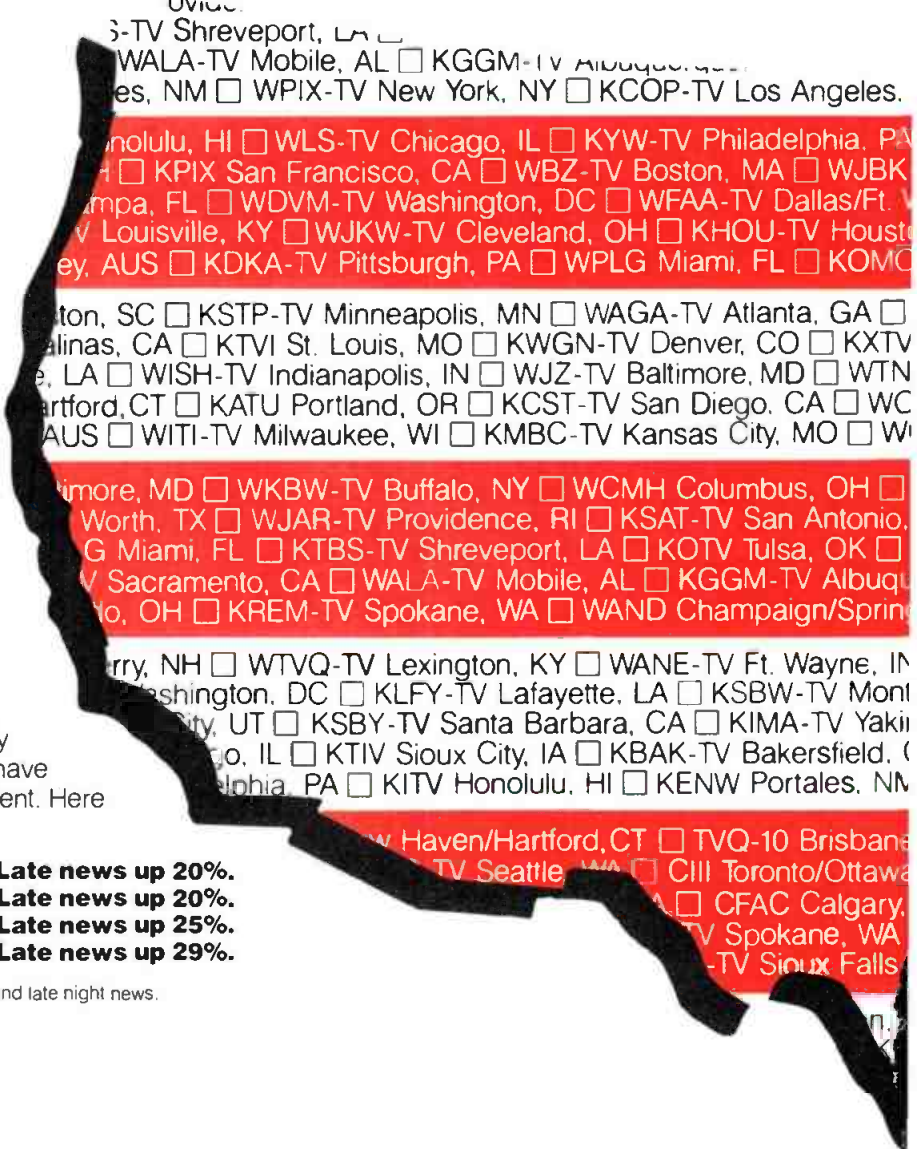 -TV Shreveport, LA
WALA-TV Mobile, AL □ KGGM-TV
es, NM □ WPIX-TV New York, NY □ KCOP-TV Los Angeles,
nolulu, HI □ WLS-TV Chicago, IL □ KYW-TV Philadelphia, PA
H □ KPIX San Francisco, CA □ WBZ-TV Boston, MA □ WJBK
mpa, FL □ WDVM-TV Washington, DC □ WFAA-TV Dallas/Ft.
V Louisville, KY □ WJKW-TV Cleveland, OH □ KHOU-TV Houst
ey, AUS □ KDKA-TV Pittsburgh, PA □ WPLG Miami, FL □ KOMO
ton, SC □ KSTP-TV Minneapolis, MN □ WAGA-TV Atlanta, GA □
alinas, CA □ KTVI St. Louis, MO □ KWGN-TV Denver, CO □ KXTV
e, LA □ WISH-TV Indianapolis, IN □ WJZ-TV Baltimore, MD □ WTN
artford, CT □ KATU Portland, OR □ KCST-TV San Diego, CA □ WC
AUS □ WITI-TV Milwaukee, WI □ KMBC-TV Kansas City, MO □ W
imore, MD □ WKBW-TV Buffalo, NY □ WCMH Columbus, OH □
Worth, TX □ WJAR-TV Providence, RI □ KSAT-TV San Antonio,
G Miami, FL □ KTBS-TV Shreveport, LA □ KOTV Tulsa, OK □
V Sacramento, CA □ WALA-TV Mobile, AL □ KGGM-TV Albuqu
do, OH □ KREM-TV Spokane, WA □ WAND Champaign/Spring
rry, NH □ WTVQ-TV Lexington, KY □ WANE-TV Ft. Wayne, IN
ashington, DC □ KLFY-TV Lafayette, LA □ KSBW-TV Mont
ity, UT □ KSBY-TV Santa Barbara, CA □ KIMA-TV Yaki
go, IL □ KTIV Sioux City, IA □ KBAK-TV Bakersfield,
elphia, PA □ KITV Honolulu, HI □ KENW Portales, NM
w Haven/Hartford, CT □ TVQ-10 Brisbane
TV Seattle, WA □ CIII Toronto/Ottawa
A □ CFAC Calgary,
V Spokane, WA
-TV Sioux Falls
y
have
ent. Here
Late news up 20%.
Late news up 20%.
Late news up 25%.
Late news up 29%.
nd late night news.